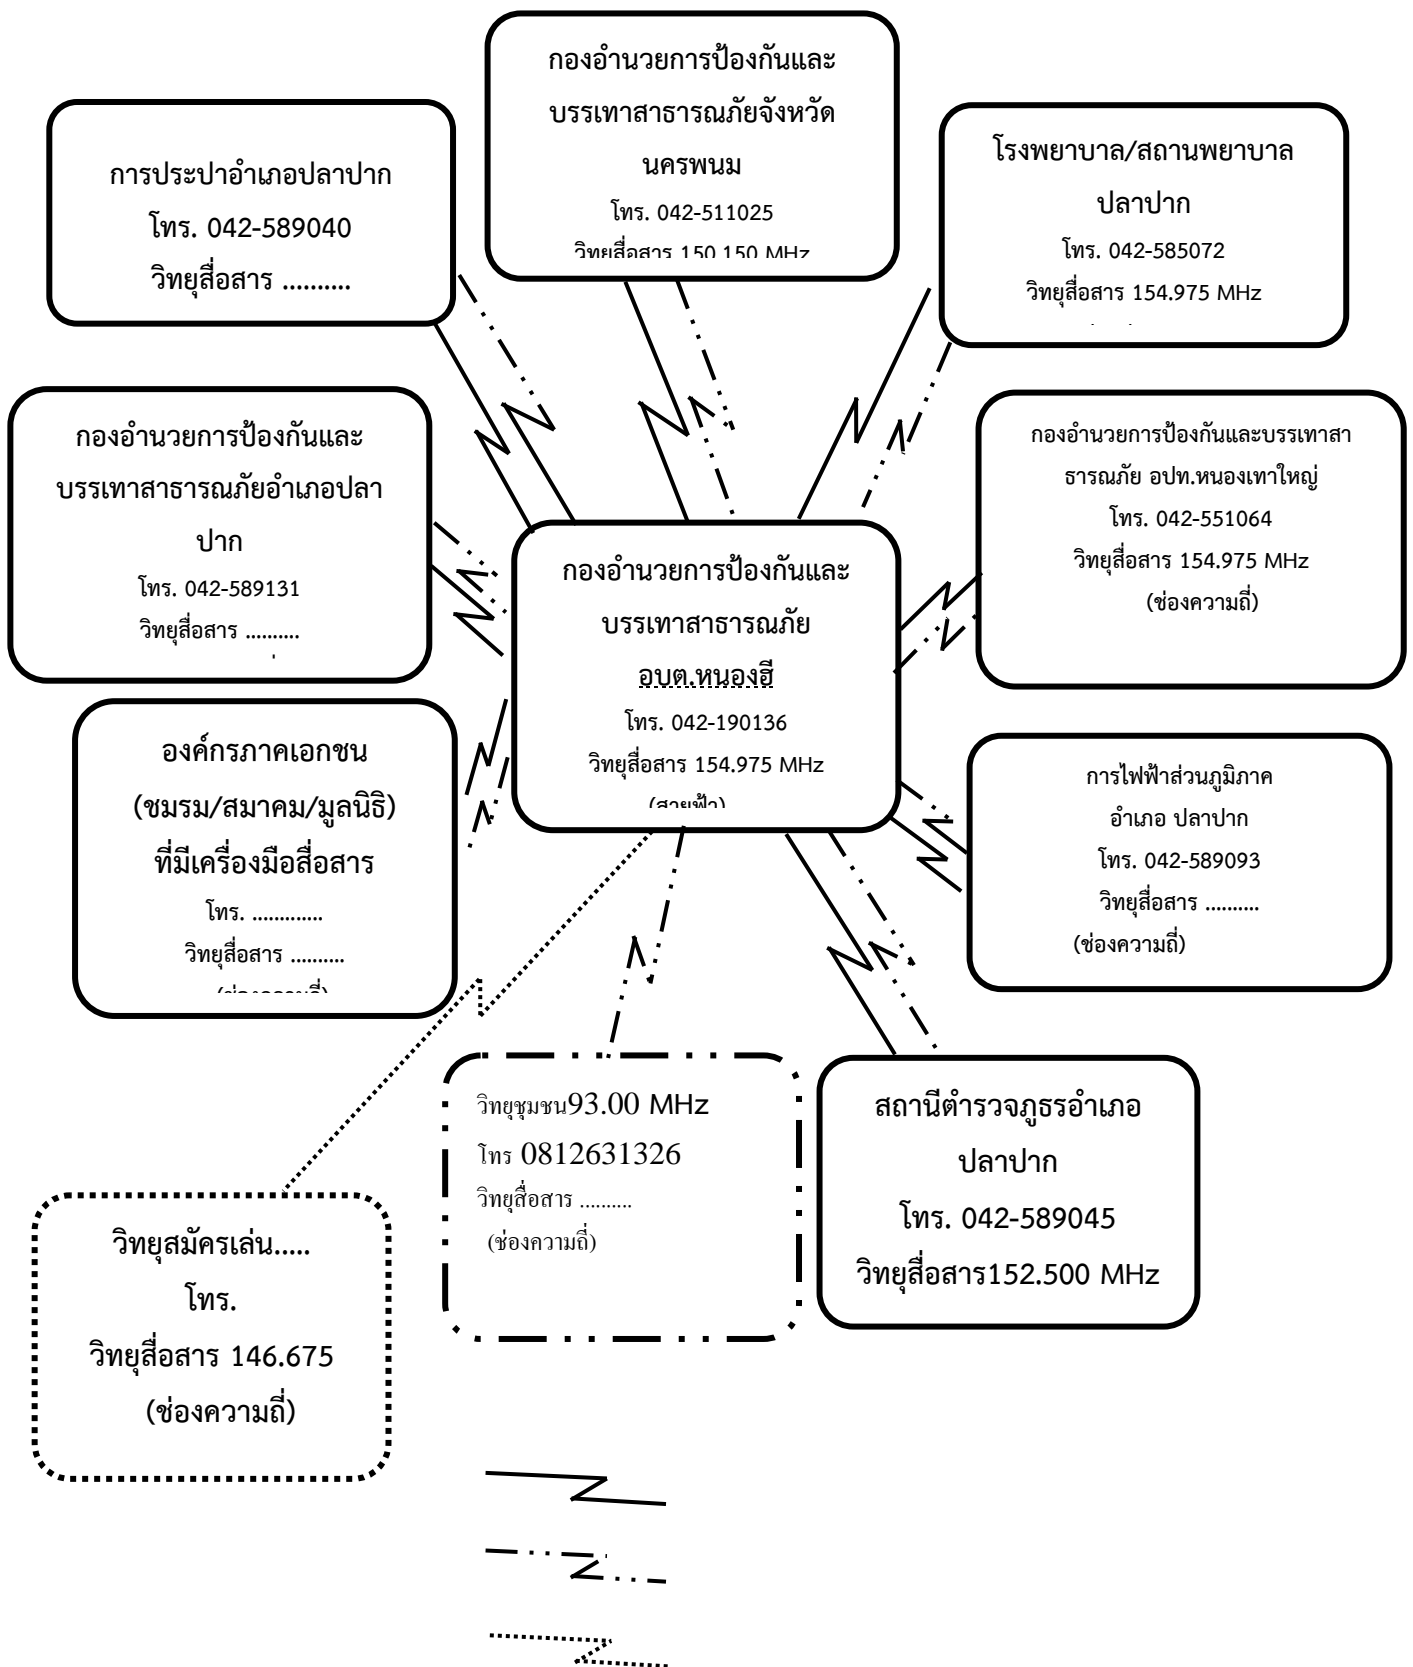 กองอำนวยการป้องกันและ
บรรเทาสาธารณภัยจังหวัด
นครพนม
โทร. 042-511025
วิทยุสื่อสาร 150.150 MHz
การประปาอำเภอปลาปาก
โทร. 042-589040
วิทยุสื่อสาร ..........
โรงพยาบาล/สถานพยาบาล
ปลาปาก
โทร. 042-585072
วิทยุสื่อสาร 154.975 MHz
กองอำนวยการป้องกันและ
บรรเทาสาธารณภัยอำเภอปลา
ปาก
โทร. 042-589131
วิทยุสื่อสาร ..........
กองอำนวยการป้องกันและบรรเทาสา
ธารณภัย อปท.หนองเทาใหญ่
โทร. 042-551064
วิทยุสื่อสาร 154.975 MHz
(ช่องความถี่)
กองอำนวยการป้องกันและ
บรรเทาสาธารณภัย
อบต.หนองฮี
โทร. 042-190136
วิทยุสื่อสาร 154.975 MHz
(สายฟ้า)
องค์กรภาคเอกชน
(ชมรม/สมาคม/มูลนิธิ)
ที่มีเครื่องมือสื่อสาร
โทร. .............
วิทยุสื่อสาร ..........
(ช่องความถี่)
การไฟฟ้าส่วนภูมิภาค
อำเภอ ปลาปาก
โทร. 042-589093
วิทยุสื่อสาร ..........
(ช่องความถี่)
วิทยุชุมชน93.00 MHz
โทร 0812631326
วิทยุสื่อสาร ..........
(ช่องความถี่)
สถานีตำรวจภูธรอำเภอ
ปลาปาก
โทร. 042-589045
วิทยุสื่อสาร152.500 MHz
วิทยุสมัครเล่น.....
โทร.
วิทยุสื่อสาร 146.675
(ช่องความถี่)